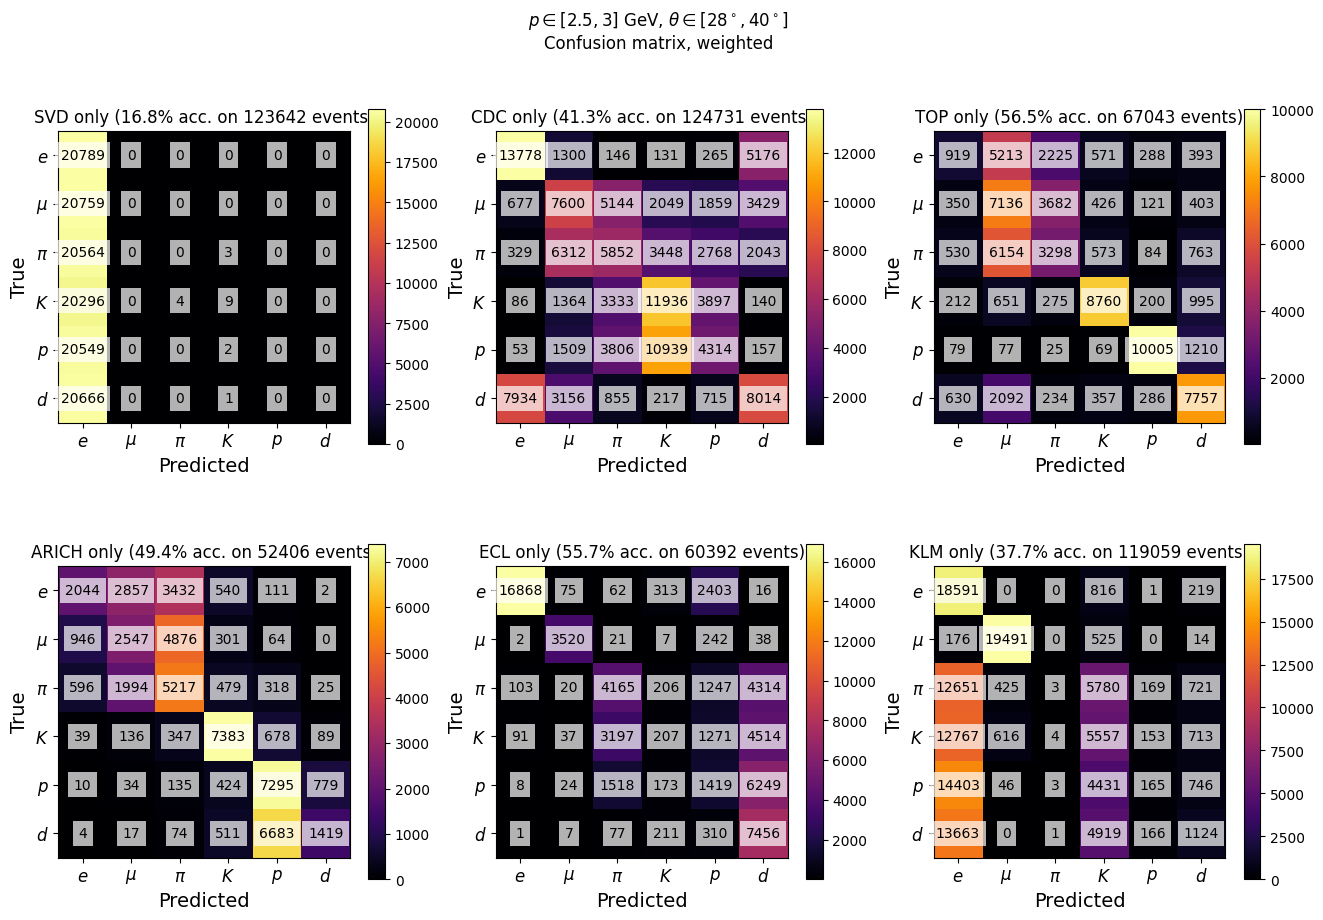 p ∈ [2.5, 3] GeV, θ ∈ [28°, 40°]
Confusion matrix, weighted
SVD only (16.8% acc. on 123642 events
True
e 20789 0 0 0 0 0
μ 20759 0 0 0 0 0
π 20564 0 0 3 0 0
K 20296 0 4 9 0 0
p 20549 0 0 2 0 0
d 20666 0 0 1 0 0
e μ π K p d
Predicted
20000
17500
15000
12500
10000
7500
5000
2500
0
CDC only (41.3% acc. on 124731 events
True
e 13778 1300 146 131 265 5176
μ 677 7600 5144 2049 1859 3429
π 329 6312 5852 3448 2768 2043
K 86 1364 3333 11936 3897 140
p 53 1509 3806 10939 4314 157
d 7934 3156 855 217 715 8014
e μ π K p d
Predicted
12000
10000
8000
6000
4000
2000
TOP only (56.5% acc. on 67043 events)
True
e 919 5213 2225 571 288 393
μ 350 7136 3682 426 121 403
π 530 6154 3298 573 84 763
K 212 651 275 8760 200 995
p 79 77 25 69 10005 1210
d 630 2092 234 357 286 7757
e μ π K p d
Predicted
10000
8000
6000
4000
2000
ARICH only (49.4% acc. on 52406 events
True
e 2044 2857 3432 540 111 2
μ 946 2547 4876 301 64 0
π 596 1994 5217 479 318 25
K 39 136 347 7383 678 89
p 10 34 135 424 7295 779
d 4 17 74 511 6683 1419
e μ π K p d
Predicted
7000
6000
5000
4000
3000
2000
1000
0
ECL only (55.7% acc. on 60392 events)
True
e 16868 75 62 313 2403 16
μ 2 3520 21 7 242 38
π 103 20 4165 206 1247 4314
K 91 37 3197 207 1271 4514
p 8 24 1518 173 1419 6249
d 1 7 77 211 310 7456
e μ π K p d
Predicted
16000
14000
12000
10000
8000
6000
4000
2000
KLM only (37.7% acc. on 119059 events
True
e 18591 0 0 816 1 219
μ 176 19491 0 525 0 14
π 12651 425 3 5780 169 721
K 12767 616 4 5557 153 713
p 14403 46 3 4431 165 746
d 13663 0 1 4919 166 1124
e μ π K p d
Predicted
17500
15000
12500
10000
7500
5000
2500
0